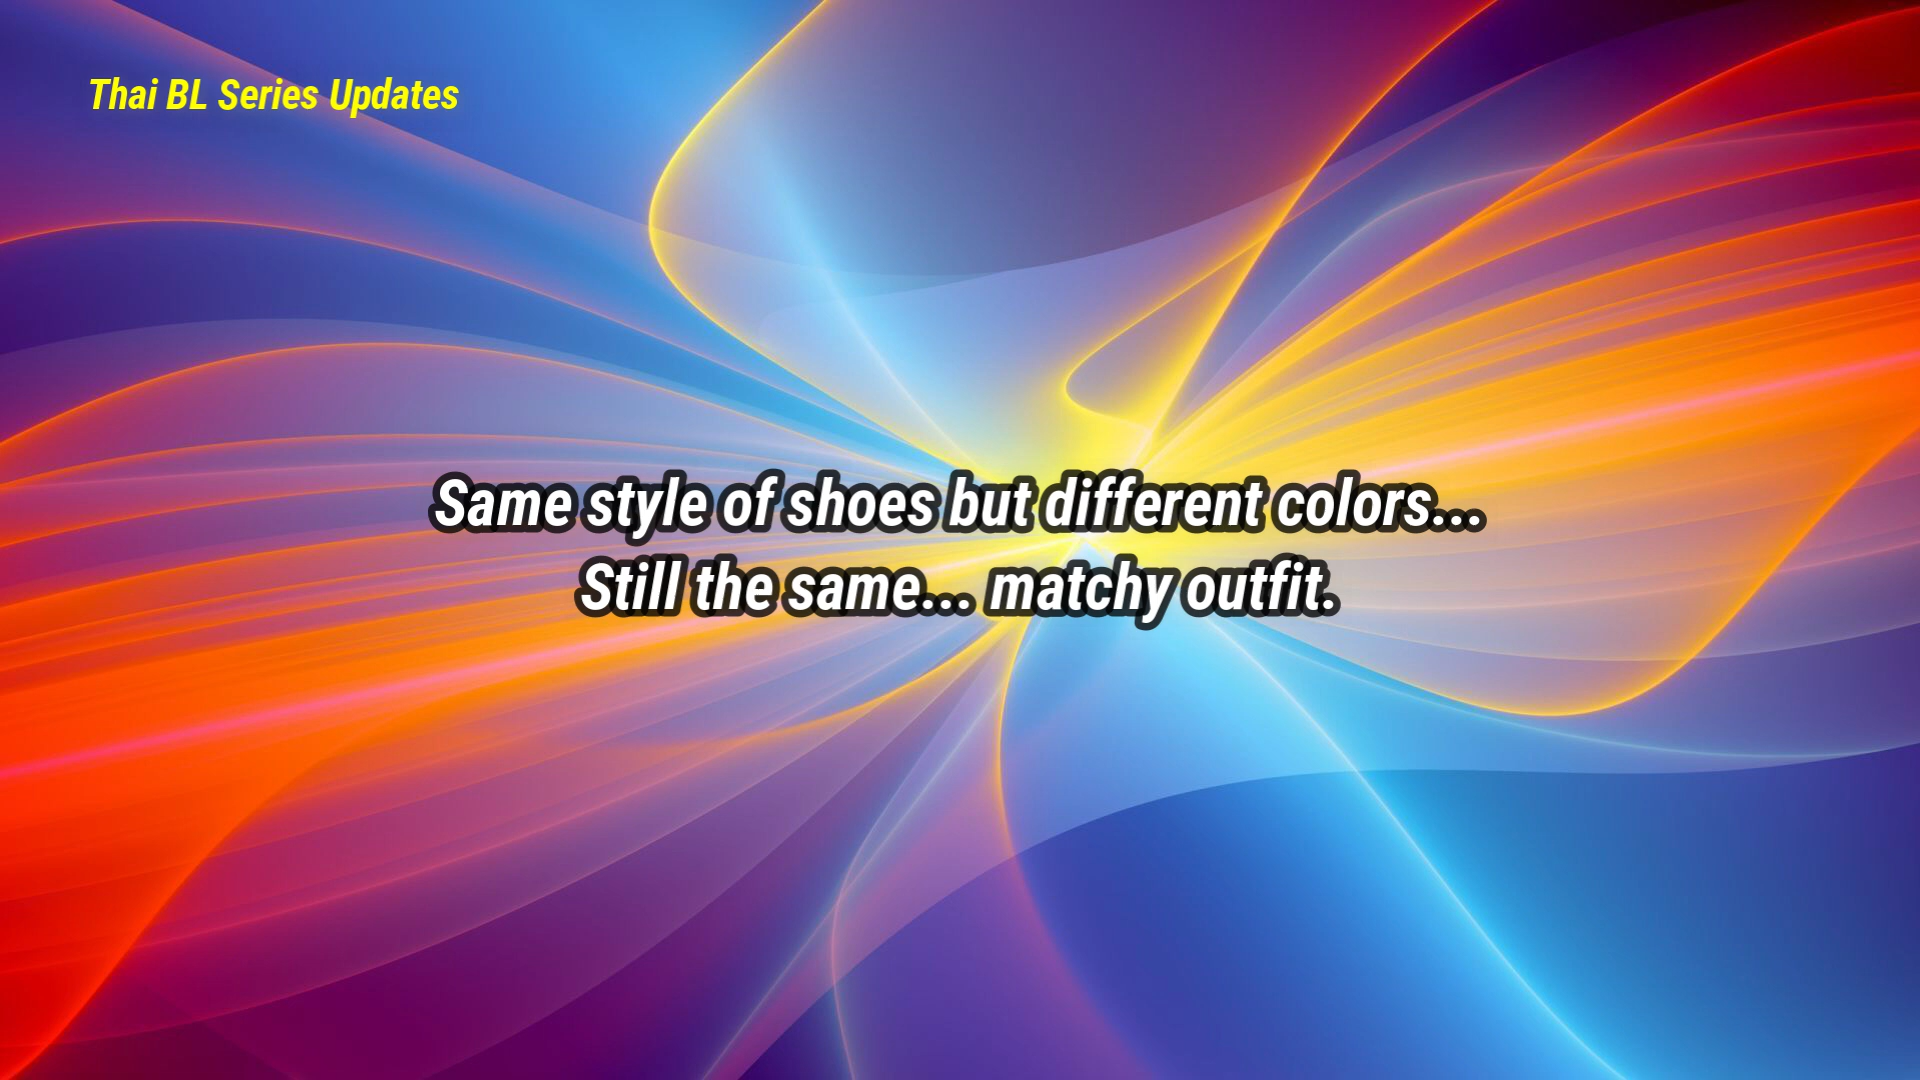 Thai BL Series Updates
Same style of shoes but different colors...
Still the same... matchy outfit.